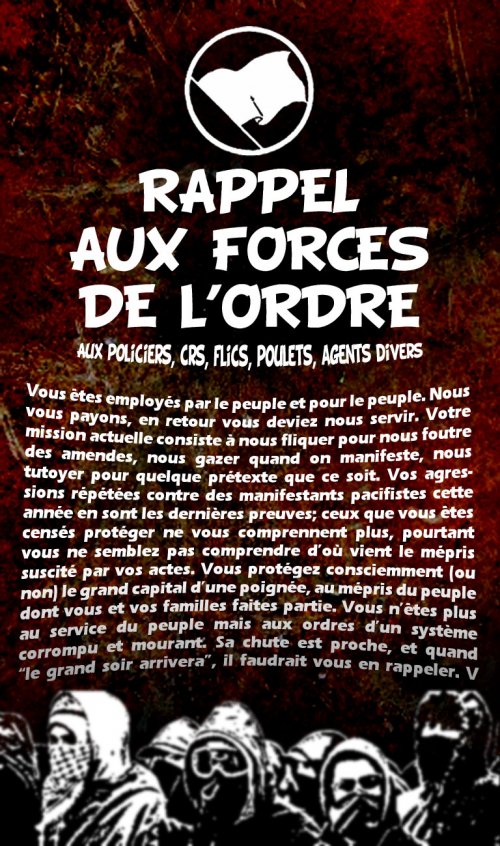 RAPPEL
AUX FORCES
DE L'ORDRE
AUX POLICIERS, CRS, FLICS, POULETS, AGENTS DIVERS
Vous êtes employés par le peuple et pour le peuple. Nous
vous payons, en retour vous deviez nous servir. Votre
mission actuelle consiste à nous fliquer pour nous foutre
des amendes, nous gazer quand on manifeste, nous
tutoyer pour quelque prétexte que ce soit. Vos agres-
sions répétées contre des manifestants pacifistes cette
année en sont les dernières preuves; ceux que vous êtes
censés protéger ne vous comprennent plus, pourtant
vous ne semblez pas comprendre d'où vient le mépris
suscité par vos actes. Vous protégez consciemment (ou
non) le grand capital d'une poignée, au mépris du peuple
dont vous et vos familles faites partie. Vous n'êtes plus
au service du peuple mais aux ordres d'un système
corrompu et mourant. Sa chute est proche, et quand
"le grand soir arrivera", il faudrait vous en rappeler. V